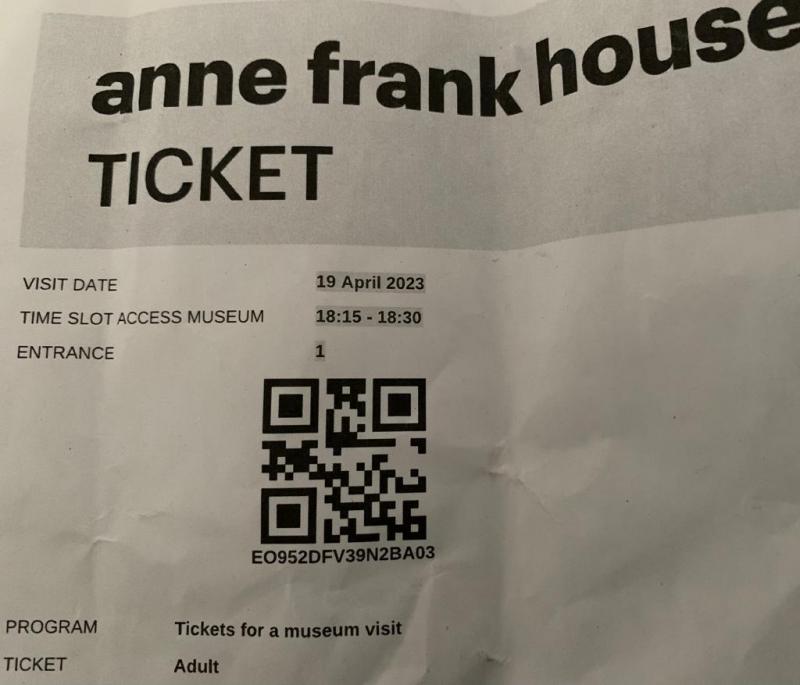 anne frank house
TICKET
VISIT DATE 19 April 2023
TIME SLOT ACCESS MUSEUM 18:15 - 18:30
ENTRANCE 1
EO952DFV39N2BA03
PROGRAM Tickets for a museum visit
TICKET Adult